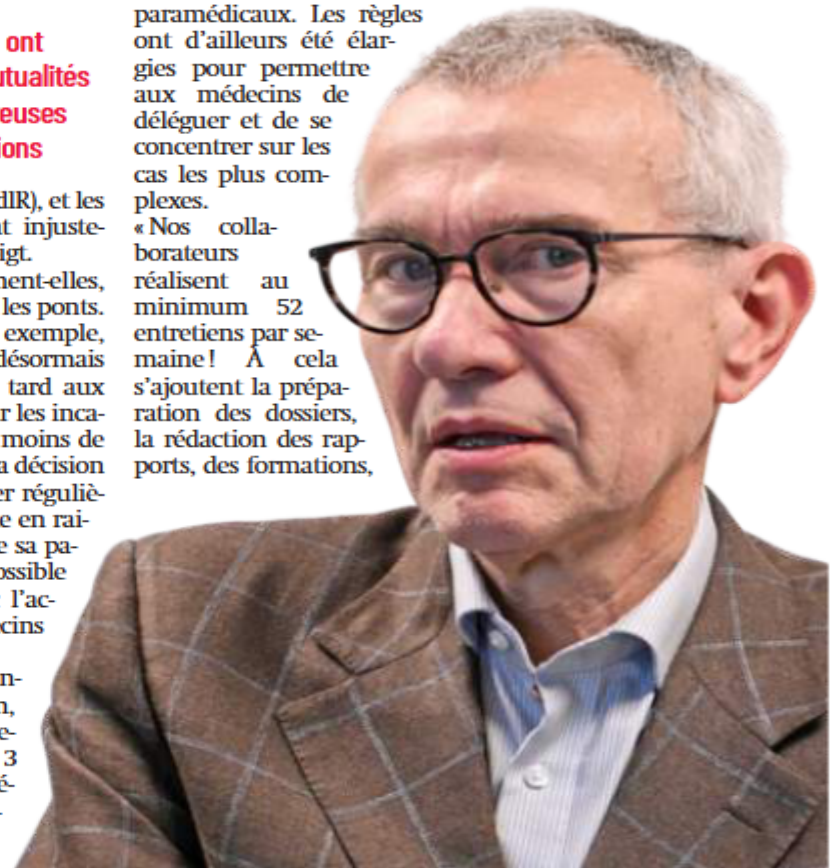 ont
utualités
euses
ions
dlR), et les
t injuste-
igt.
ment-elles,
les ponts.
exemple,
désormais
tard aux
r les inca-
moins de
a décision
er réguliè-
e en rai-
e sa pa-
ossible
l'ac-
cins
n-
n,
e-
3
é-
paramédicaux. Les règles
ont d'ailleurs été élar-
gies pour permettre
aux médecins de
déléguer et de se
concentrer sur les
cas les plus com-
plexes.
« Nos colla-
borateurs
réalisent au
minimum 52
entretiens par se-
maine! À cela
s'ajoutent la prépa-
ration des dossiers,
la rédaction des rap-
ports, des formations,